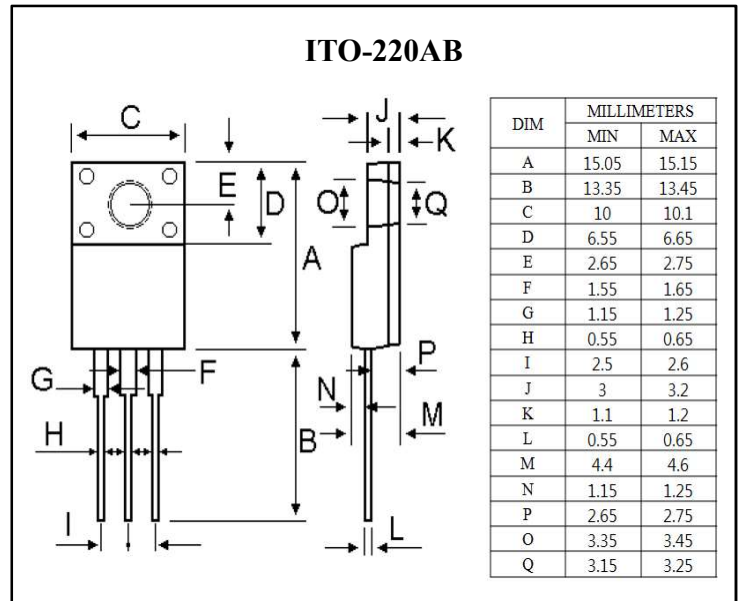 ITO-220AB
C
E
D
A
G
F
H
B
I
J
K
O
Q
P
N
M
L
DIM MILLIMETERS
MIN MAX
A 15.05 15.15
B 13.35 13.45
C 10 10.1
D 6.55 6.65
E 2.65 2.75
F 1.55 1.65
G 1.15 1.25
H 0.55 0.65
I 2.5 2.6
J 3 3.2
K 1.1 1.2
L 0.55 0.65
M 4.4 4.6
N 1.15 1.25
P 2.65 2.75
O 3.35 3.45
Q 3.15 3.25